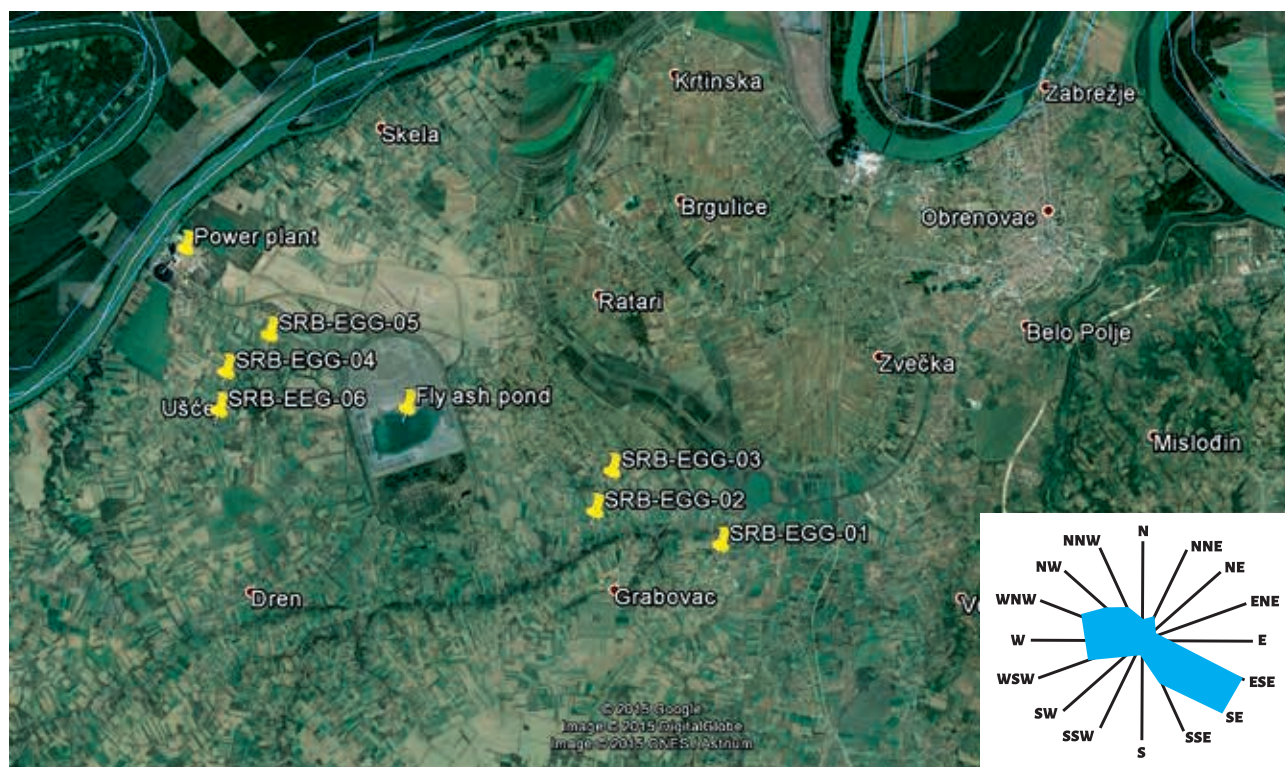 Krtinska
Zabrežje
Skela
Brgulice
Obrenovac
Power plant
Ratari
SRB-EGG-05
Belo Polje
SRB-EGG-04
Zvečka
Ušće
SRB-EEG-06
Fly ash pond
Mislođin
SRB-EGG-03
SRB-EGG-02
SRB-EGG-01
Dren
Grabovac
© 2015 Google
Image © 2015 DigitalGlobe
Image © 2015 CNES / Astrium
N
NNW
NNE
NW
NE
WNW
ENE
W
E
WSW
ESE
SW
SE
SSW
SSE
S